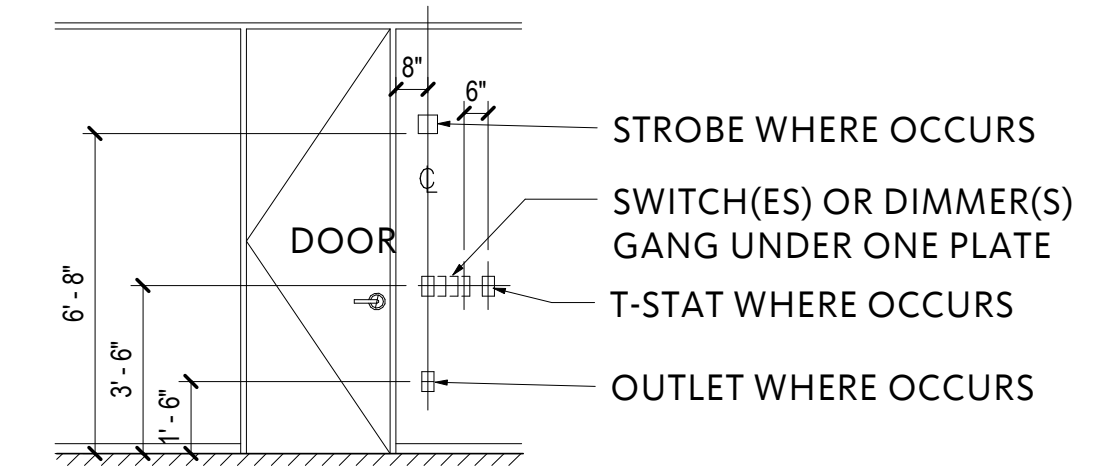 8"
6"
STROBE WHERE OCCURS
℄
SWITCH(ES) OR DIMMER(S)
GANG UNDER ONE PLATE
DOOR
6' - 8"
T-STAT WHERE OCCURS
3' - 6"
1' - 6"
OUTLET WHERE OCCURS